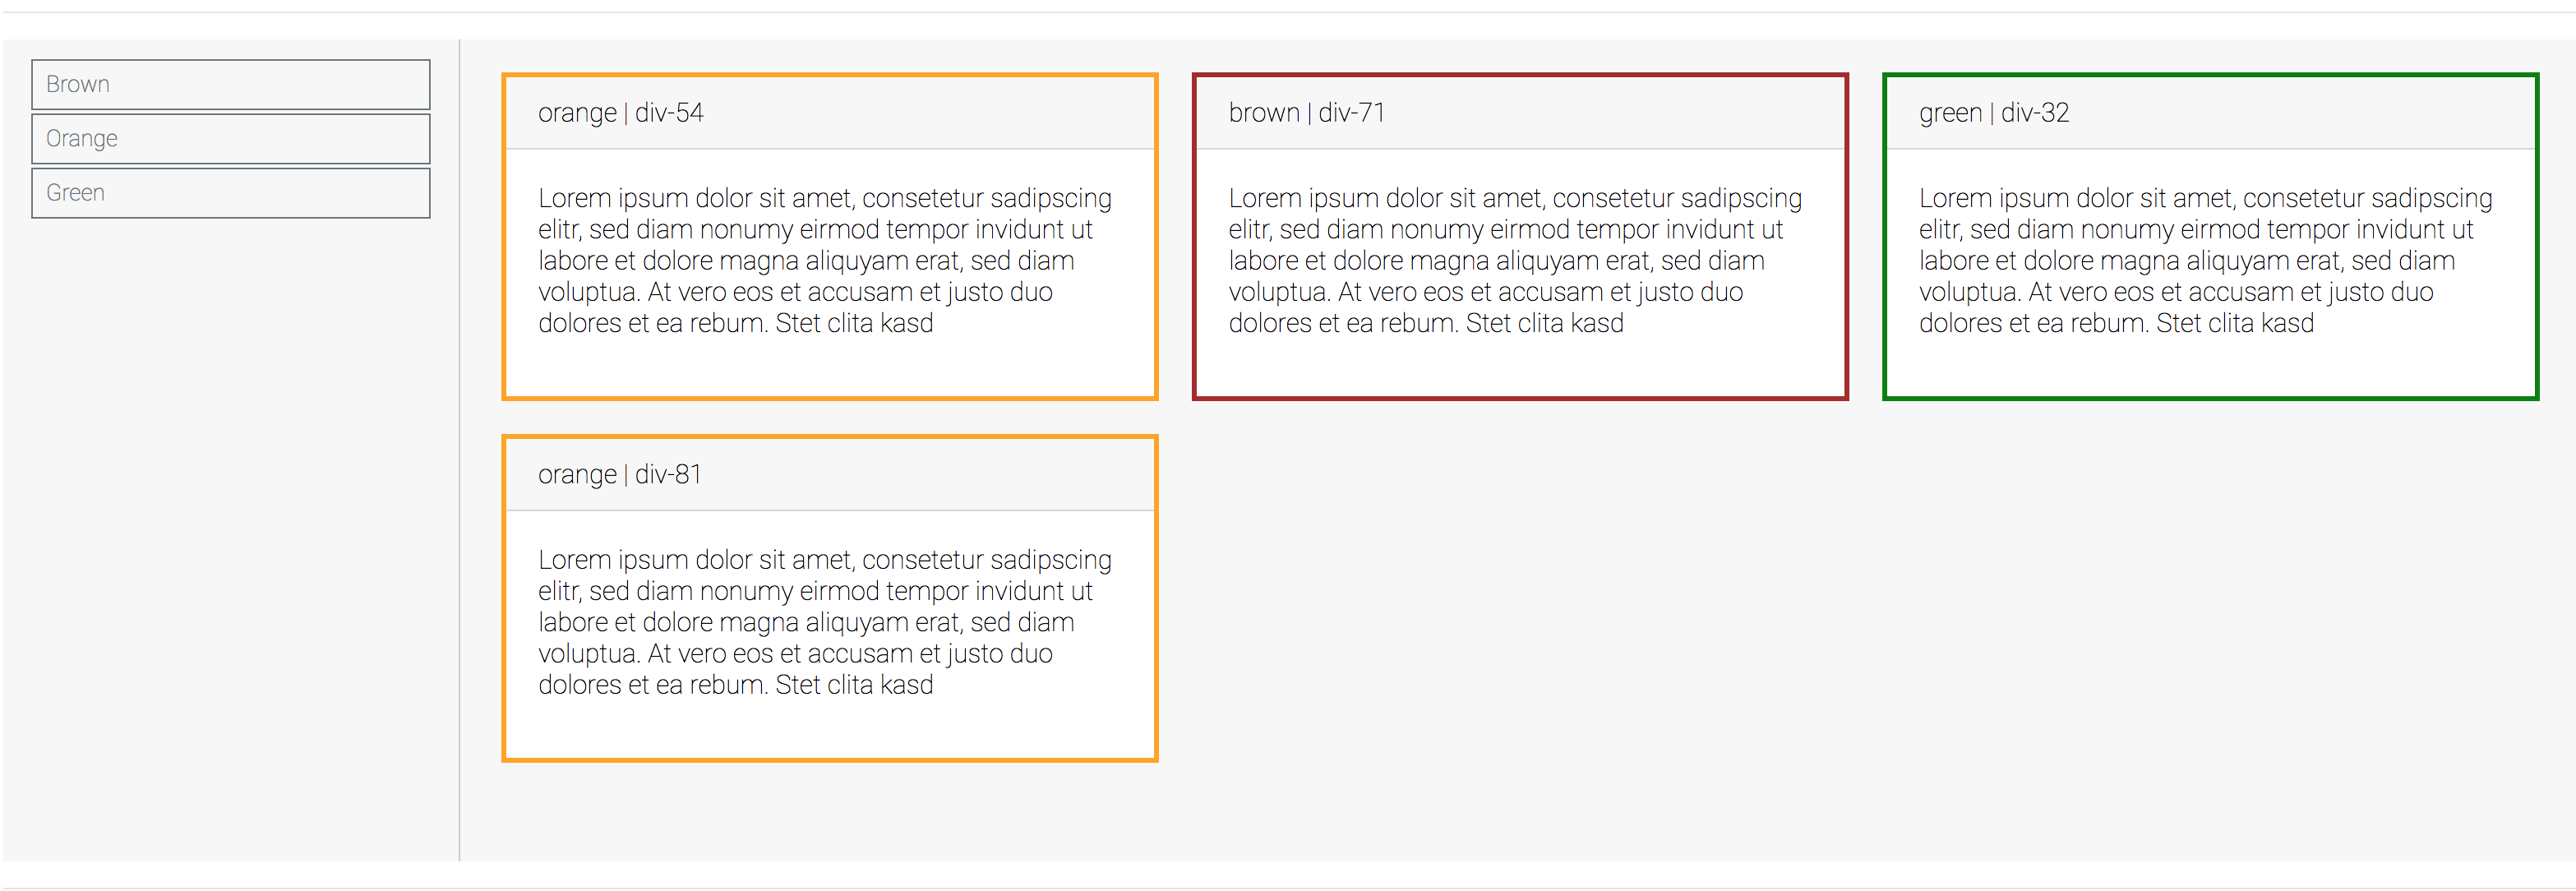 Brown
Orange
Green
orange | div-54
Lorem ipsum dolor sit amet, consetetur sadipscing
elitr, sed diam nonumy eirmod tempor invidunt ut
labore et dolore magna aliquyam erat, sed diam
voluptua. At vero eos et accusam et justo duo
dolores et ea rebum. Stet clita kasd
brown | div-71
Lorem ipsum dolor sit amet, consetetur sadipscing
elitr, sed diam nonumy eirmod tempor invidunt ut
labore et dolore magna aliquyam erat, sed diam
voluptua. At vero eos et accusam et justo duo
dolores et ea rebum. Stet clita kasd
green | div-32
Lorem ipsum dolor sit amet, consetetur sadipscing
elitr, sed diam nonumy eirmod tempor invidunt ut
labore et dolore magna aliquyam erat, sed diam
voluptua. At vero eos et accusam et justo duo
dolores et ea rebum. Stet clita kasd
orange | div-81
Lorem ipsum dolor sit amet, consetetur sadipscing
elitr, sed diam nonumy eirmod tempor invidunt ut
labore et dolore magna aliquyam erat, sed diam
voluptua. At vero eos et accusam et justo duo
dolores et ea rebum. Stet clita kasd